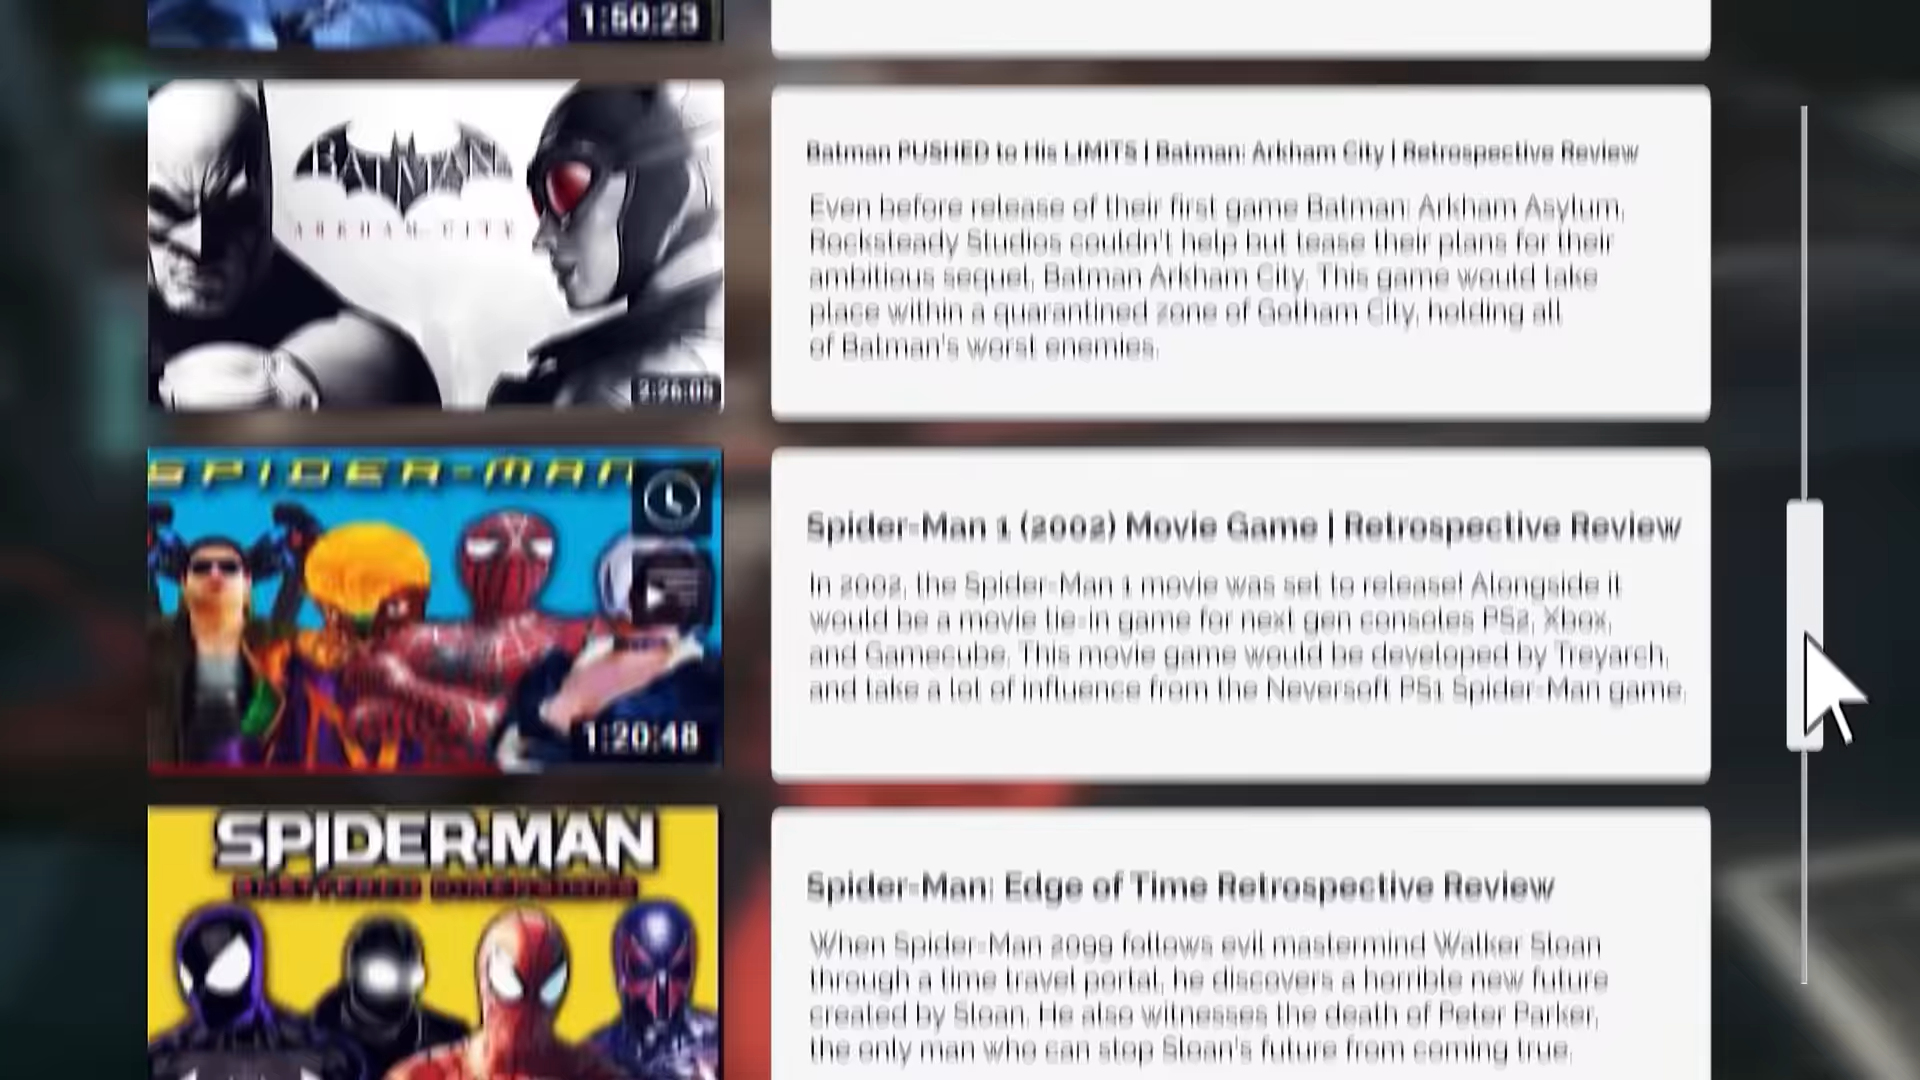 1:50:23
BATMAN
ARKHAM CITY
2:26:05
Batman PUSHED to His LIMITS | Batman: Arkham City | Retrospective Review
Even before release of their first game Batman: Arkham Asylum,
Rocksteady Studios couldn't help but tease their plans for their
ambitious sequel, Batman Arkham City. This game would take
place within a quarantined zone of Gotham City, holding all
of Batman's worst enemies.
SPIDER-MAN
1:20:48
Spider-Man 1 (2002) Movie Game | Retrospective Review
In 2002, the Spider-Man 1 movie was set to release! Alongside it
would be a movie tie-in game for next gen consoles PS2, Xbox,
and Gamecube. This movie game would be developed by Treyarch,
and take a lot of influence from the Neversoft PS1 Spider-Man game.
SPIDER-MAN
SHATTERED DIMENSIONS
Spider-Man: Edge of Time Retrospective Review
When Spider-Man 2099 follows evil mastermind Walker Sloan
through a time travel portal, he discovers a horrible new future
created by Sloan. He also witnesses the death of Peter Parker,
the only man who can stop Sloan's future from coming true.